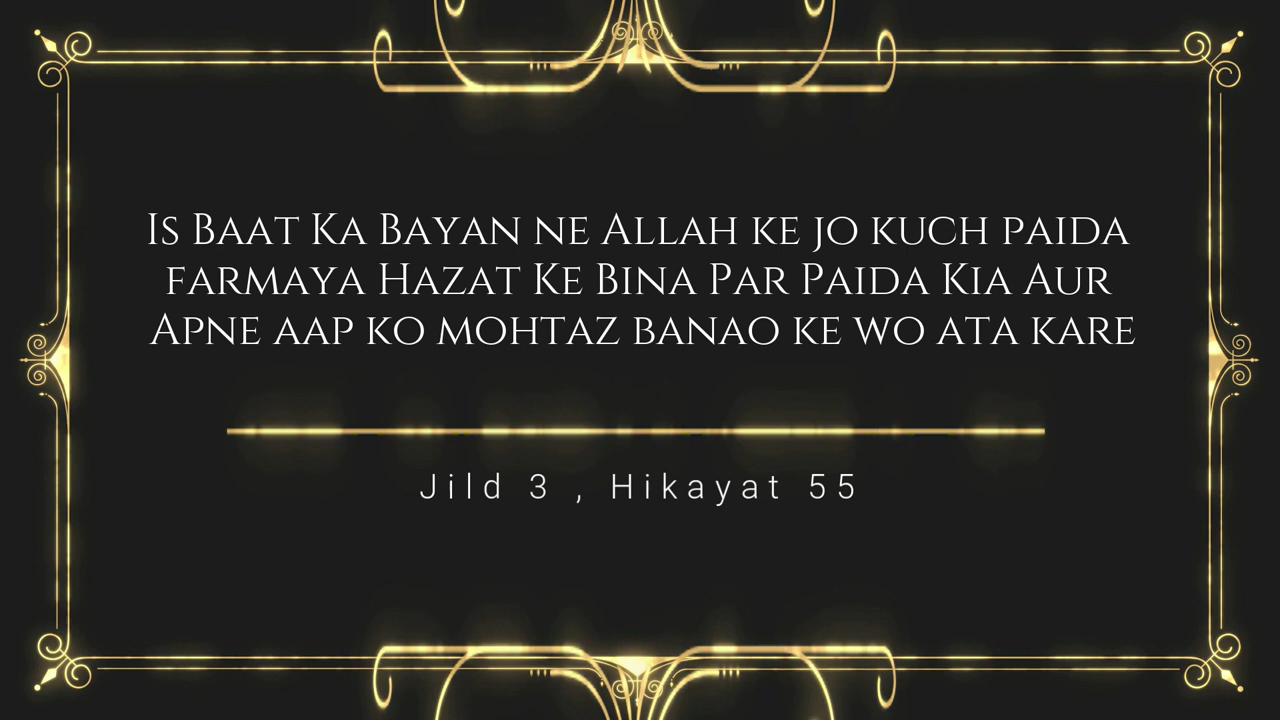 Is Baat Ka Bayan ne Allah ke jo kuch paida
farmaya Hazat Ke Bina Par Paida Kia Aur
Apne aap ko mohtaz banao ke wo ata kare
Jild 3 , Hikayat 55